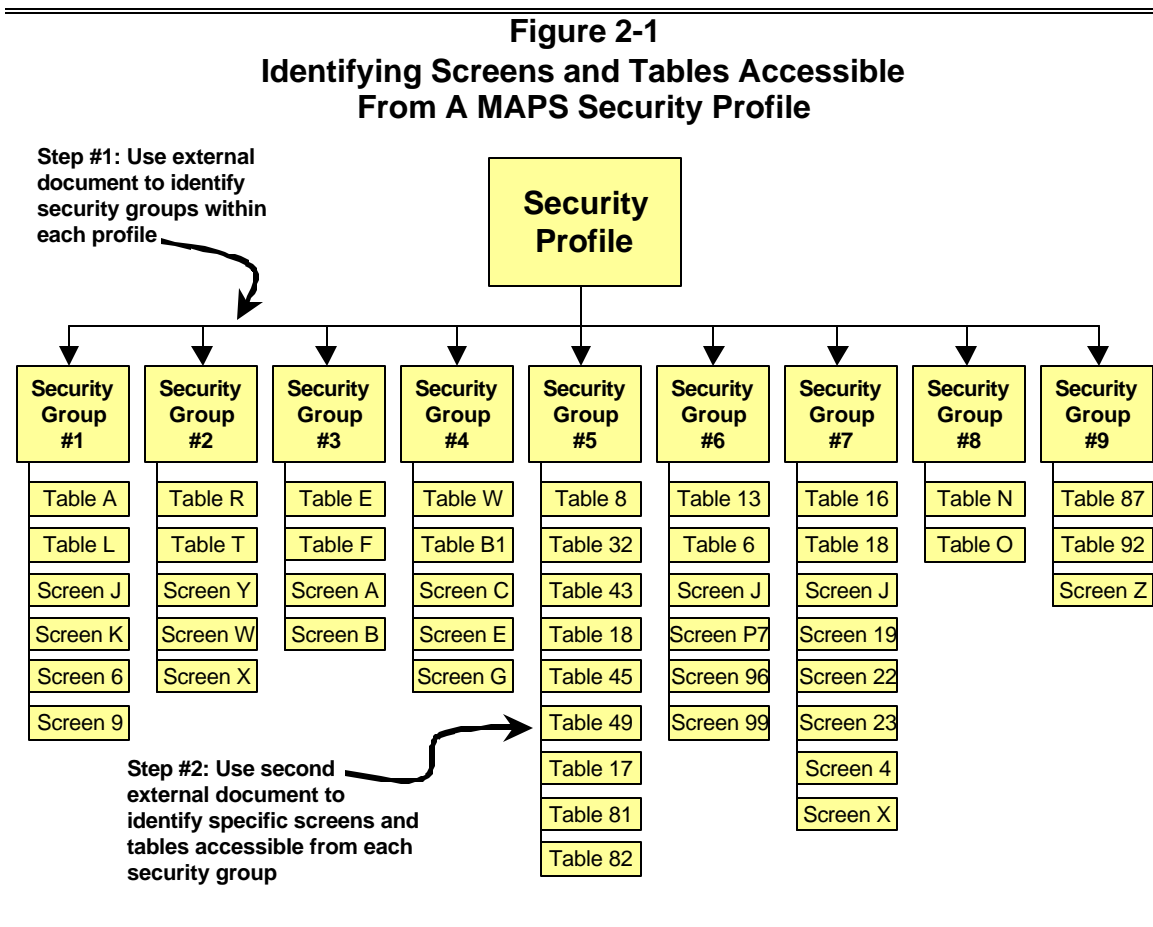 Figure 2-1
Identifying Screens and Tables Accessible
From A MAPS Security Profile
Step #1: Use external
document to identify
security groups within
each profile
Security
Profile
Security
Group
#1
Table A
Table L
Screen J
Screen K
Screen 6
Screen 9
Security
Group
#2
Table R
Table T
Screen Y
Screen W
Screen X
Security
Group
#3
Table E
Table F
Screen A
Screen B
Security
Group
#4
Table W
Table B1
Screen C
Screen E
Screen G
Security
Group
#5
Table 8
Table 32
Table 43
Table 18
Table 45
Table 49
Table 17
Table 81
Table 82
Security
Group
#6
Table 13
Table 6
Screen J
Screen P7
Screen 96
Screen 99
Security
Group
#7
Table 16
Table 18
Screen J
Screen 19
Screen 22
Screen 23
Screen 4
Screen X
Security
Group
#8
Table N
Table O
Security
Group
#9
Table 87
Table 92
Screen Z
Step #2: Use second
external document to
identify specific screens and
tables accessible from each
security group